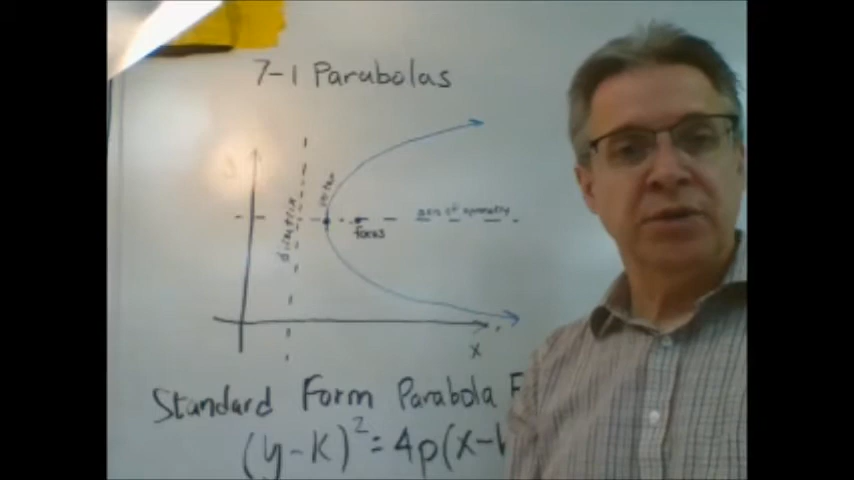 7-1 Parabolas
y
directrix
vertex
focus
axis of symmetry
x
Standard Form Parabola F
(y-k)²=4p(x-h